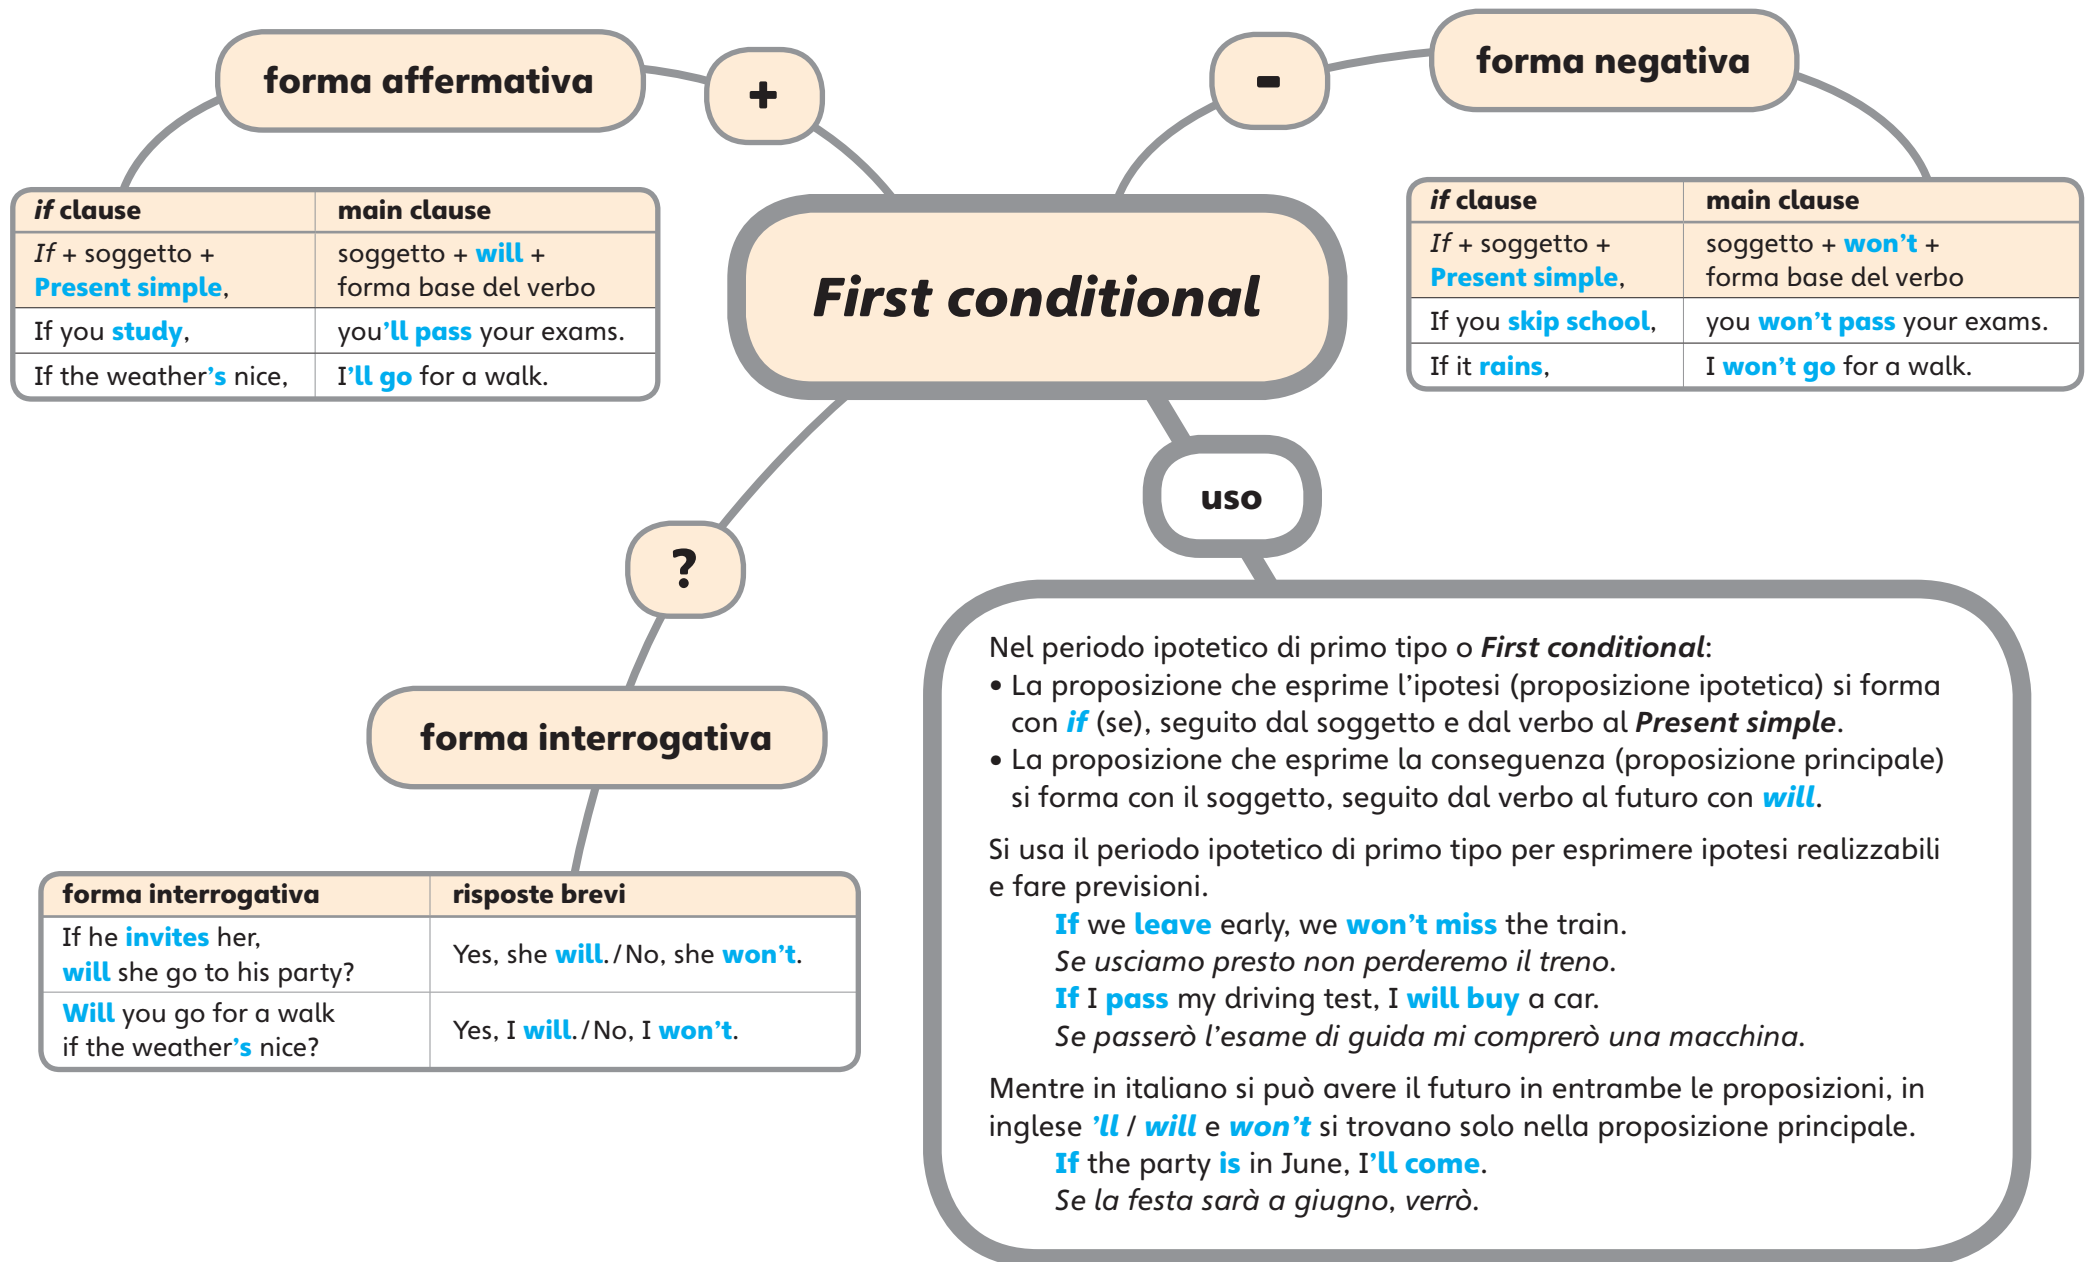 forma affermativa
+
-
forma negativa
if clause main clause
If + soggetto + soggetto + will +
Present simple, forma base del verbo
If you study, you'll pass your exams.
If the weather's nice, I'll go for a walk.
First conditional
if clause main clause
If + soggetto + soggetto + won't +
Present simple, forma base del verbo
If you skip school, you won't pass your exams.
If it rains, I won't go for a walk.
?
forma interrogativa
forma interrogativa risposte brevi
If he invites her,
will she go to his party?
Yes, she will./No, she won't.
Will you go for a walk
if the weather's nice?
Yes, I will./No, I won't.
uso
Nel periodo ipotetico di primo tipo o First conditional:
• La proposizione che esprime l'ipotesi (proposizione ipotetica) si forma
con if (se), seguito dal soggetto e dal verbo al Present simple.
• La proposizione che esprime la conseguenza (proposizione principale)
si forma con il soggetto, seguito dal verbo al futuro con will.
Si usa il periodo ipotetico di primo tipo per esprimere ipotesi realizzabili
e fare previsioni.
If we leave early, we won't miss the train.
Se usciamo presto non perderemo il treno.
If I pass my driving test, I will buy a car.
Se passerò l'esame di guida mi comprerò una macchina.
Mentre in italiano si può avere il futuro in entrambe le proposizioni, in
inglese 'll / will e won't si trovano solo nella proposizione principale.
If the party is in June, I'll come.
Se la festa sarà a giugno, verrò.